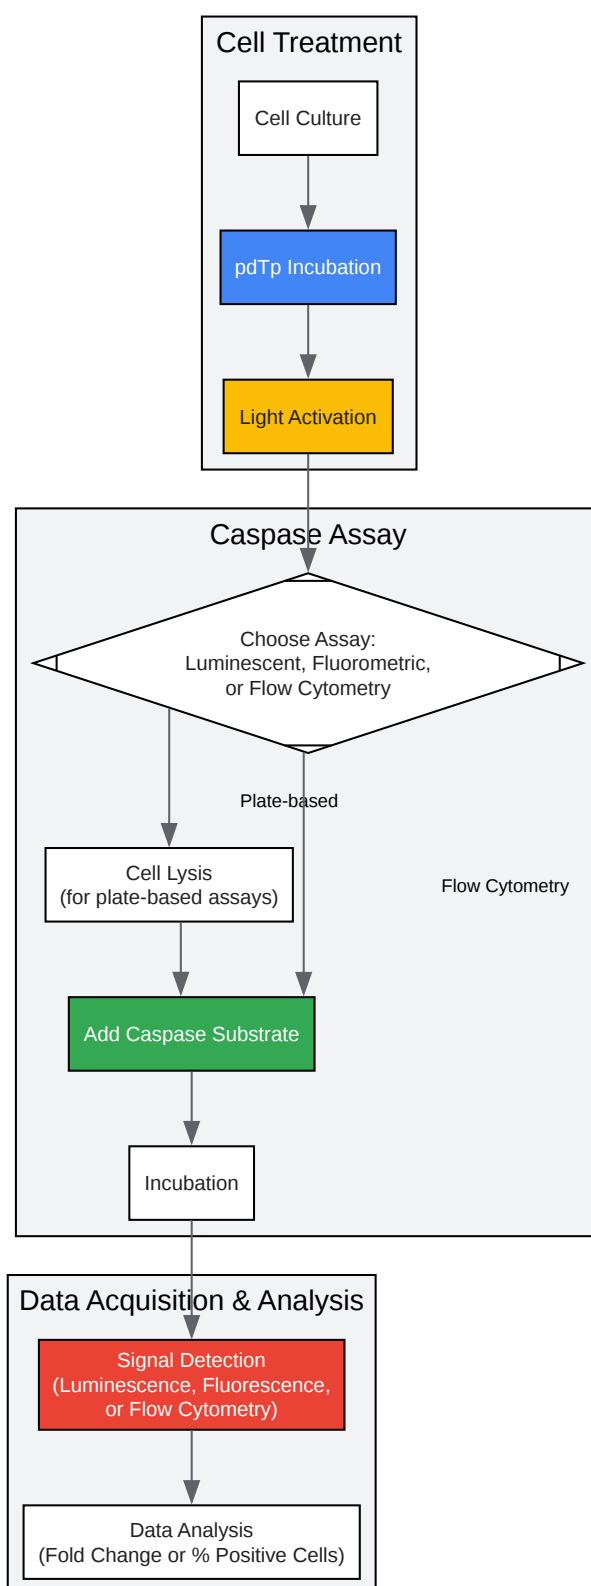 Cell Treatment
Cell Culture
pdTp Incubation
Light Activation
Caspase Assay
Choose Assay:
Luminescent, Fluorometric,
or Flow Cytometry
Plate-based
Cell Lysis
(for plate-based assays)
Flow Cytometry
Add Caspase Substrate
Incubation
Data Acquisition & Analysis
Signal Detection
(Luminescence, Fluorescence,
or Flow Cytometry)
Data Analysis
(Fold Change or % Positive Cells)